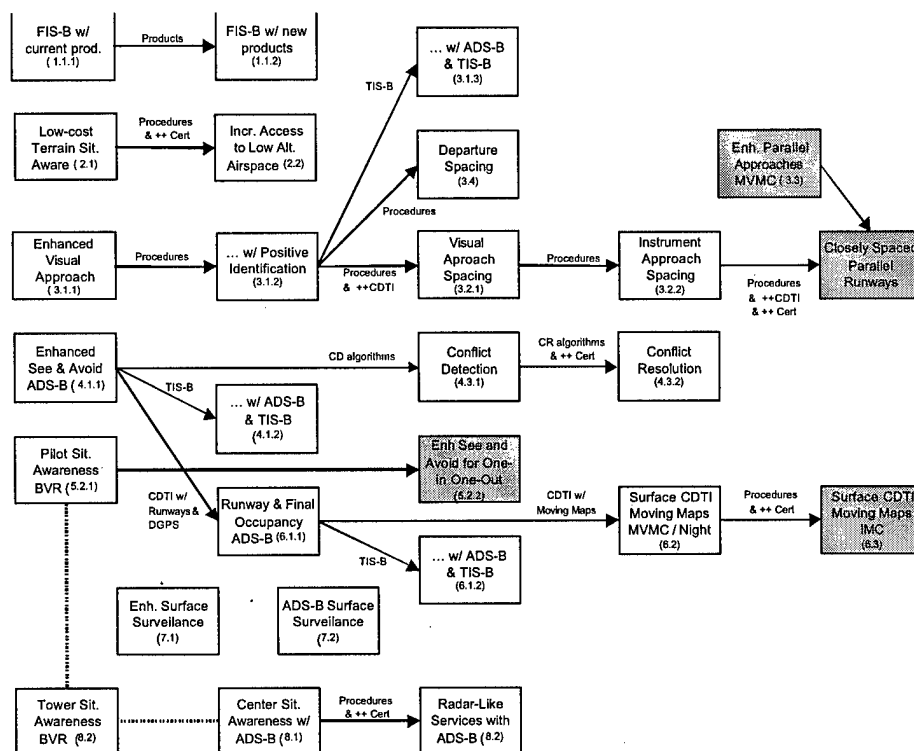 FIS-B w/
current prod.
(1.1.1)
Products
FIS-B w/ new
products
(1.1.2)
... w/ ADS-B
& TIS-B
(3.1.3)
TIS-B
Low-cost
Terrain Sit.
Aware (2.1)
Procedures
& ++ Cert
Incr. Access
to Low Alt.
Airspace (2.2)
Departure
Spacing
(3.4)
Procedures
Enh. Parallel
Approaches
MVMC (3.3)
Enhanced
Visual
Approach
(3.1.1)
Procedures
... w/ Positive
Identification
(3.1.2)
Procedures
& ++CDTI
Visual
Aproach
Spacing
(3.2.1)
Procedures
Instrument
Approach
Spacing
(3.2.2)
Procedures
& ++CDTI
& ++ Cert
Closely Spaced
Parallel
Runways
Enhanced
See & Avoid
ADS-B (4.1.1)
CD algorithms
Conflict
Detection
(4.3.1)
CR algorithms
& ++ Cert
Conflict
Resolution
(4.3.2)
TIS-B
... w/ ADS-B
& TIS-B
(4.1.2)
Pilot Sit.
Awareness
BVR (5.2.1)
Enh See and
Avoid for One-
in One-Out
(5.2.2)
CDTI w/
Runways &
DGPS
Runway & Final
Occupancy
ADS-B (6.1.1)
CDTI w/
Moving Maps
Surface CDTI
Moving Maps
MVMC / Night
(6.2)
Procedures
& ++ Cert
Surface CDTI
Moving Maps
IMC
(6.3)
TIS-B
... w/ ADS-B
& TIS-B
(6.1.2)
Enh. Surface
Surveilance
(7.1)
ADS-B Surface
Surveilance
(7.2)
Tower Sit.
Awareness
BVR (8.2)
Center Sit.
Awareness w/
ADS-B (8.1)
Procedures
& ++ Cert
Radar-Like
Services with
ADS-B (8.2)